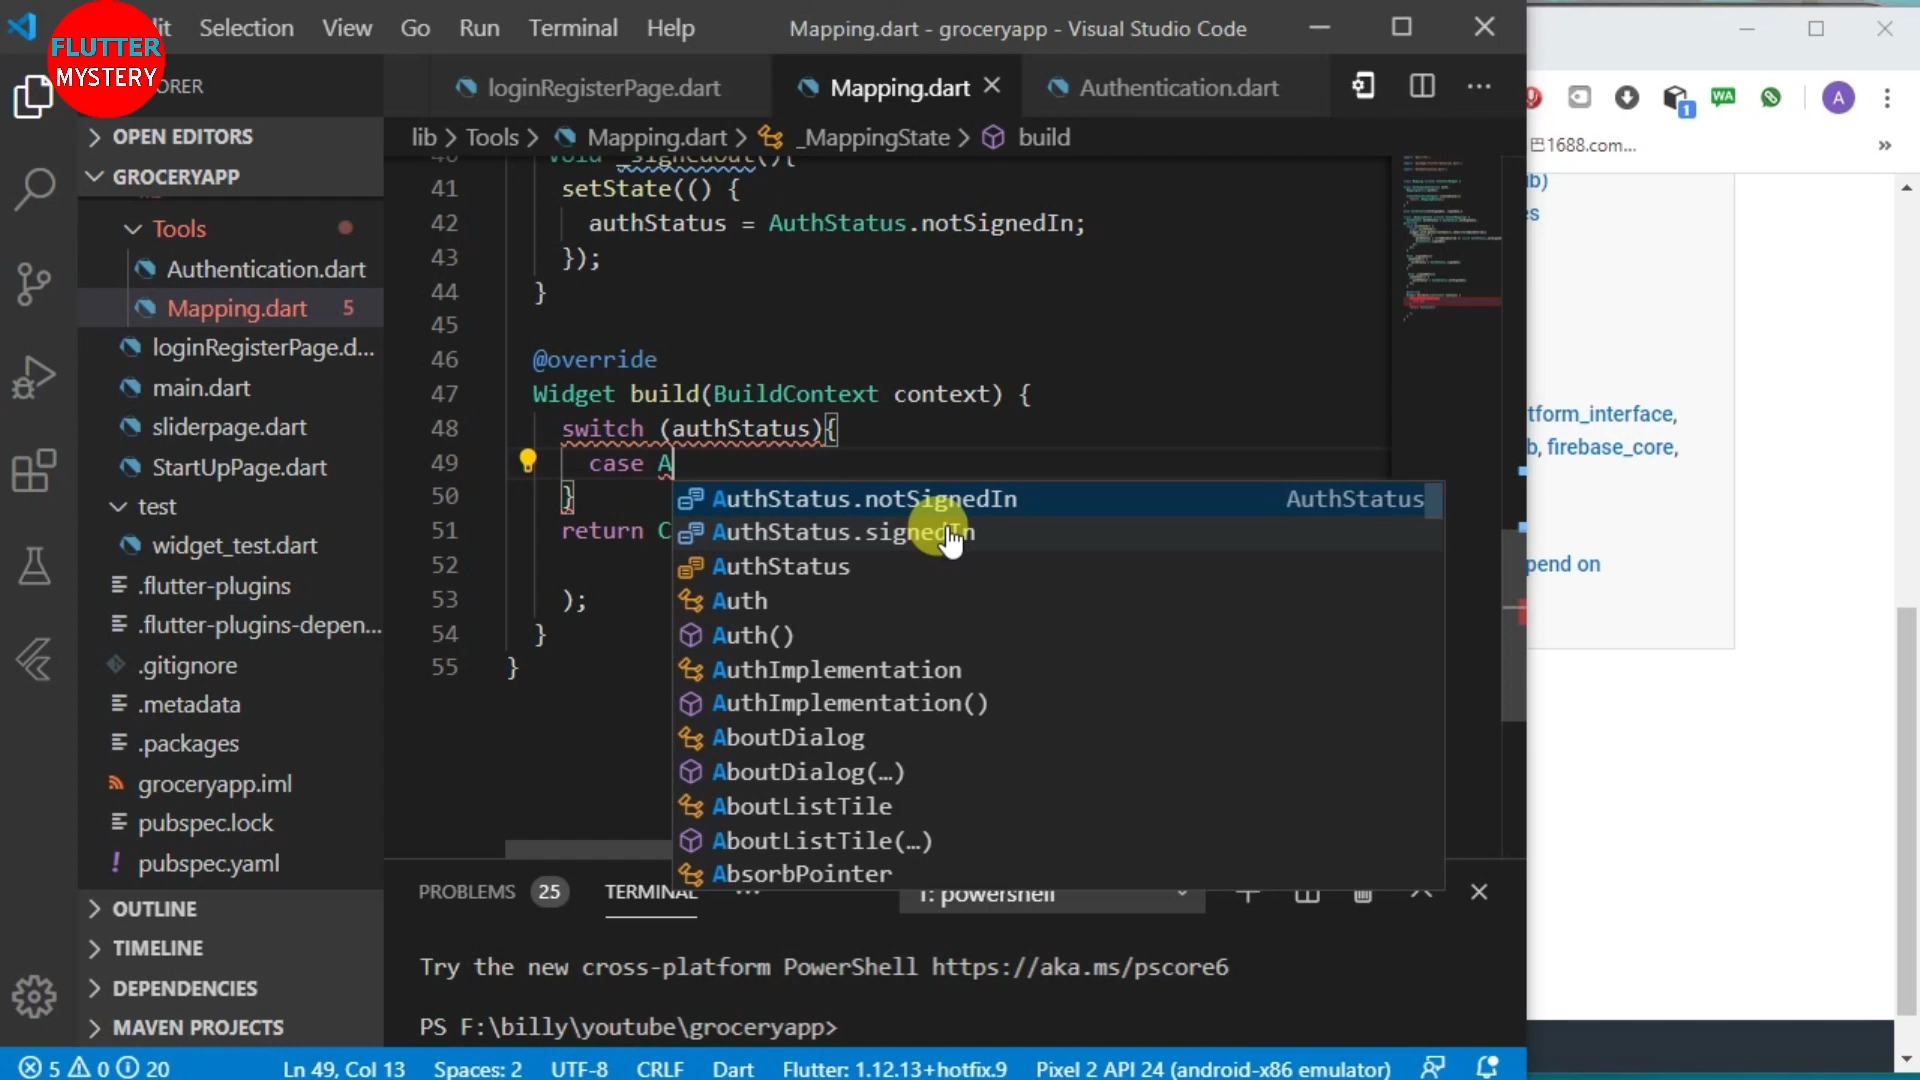 FLUTTER
MYSTERY
Selection View Go Run Terminal Help
Mapping.dart - groceryapp - Visual Studio Code
loginRegisterPage.dart
Mapping.dart
Authentication.dart
lib > Tools > Mapping.dart > _MappingState > build
OPEN EDITORS
GROCERYAPP
Tools
Authentication.dart
Mapping.dart 5
loginRegisterPage.d...
main.dart
sliderpage.dart
StartUpPage.dart
test
widget_test.dart
.flutter-plugins
.flutter-plugins-depen...
.gitignore
.metadata
.packages
groceryapp.iml
pubspec.lock
pubspec.yaml
OUTLINE
TIMELINE
DEPENDENCIES
MAVEN PROJECTS
41 setState(() {
42 authStatus = AuthStatus.notSignedIn;
43 });
44 }
45
46 @override
47 Widget build(BuildContext context) {
48 switch (authStatus){
49 case A
50 }
51 return C
52
53 );
54 }
55 }
AuthStatus.notSignedIn AuthStatus
AuthStatus.signedIn
AuthStatus
Auth
Auth()
AuthImplementation
AuthImplementation()
AboutDialog
AboutDialog(…)
AboutListTile
AboutListTile(…)
AbsorbPointer
PROBLEMS 25 TERMINAL ... 1: powershell
Try the new cross-platform PowerShell https://aka.ms/pscore6
PS F:\billy\youtube\groceryapp>
5 0 20 Ln 49, Col 13 Spaces: 2 UTF-8 CRLF Dart Flutter: 1.12.13+hotfix.9 Pixel 2 API 24 (android-x86 emulator)
WA
1
A
1688.com...
tform_interface,
b, firebase_core,
pend on